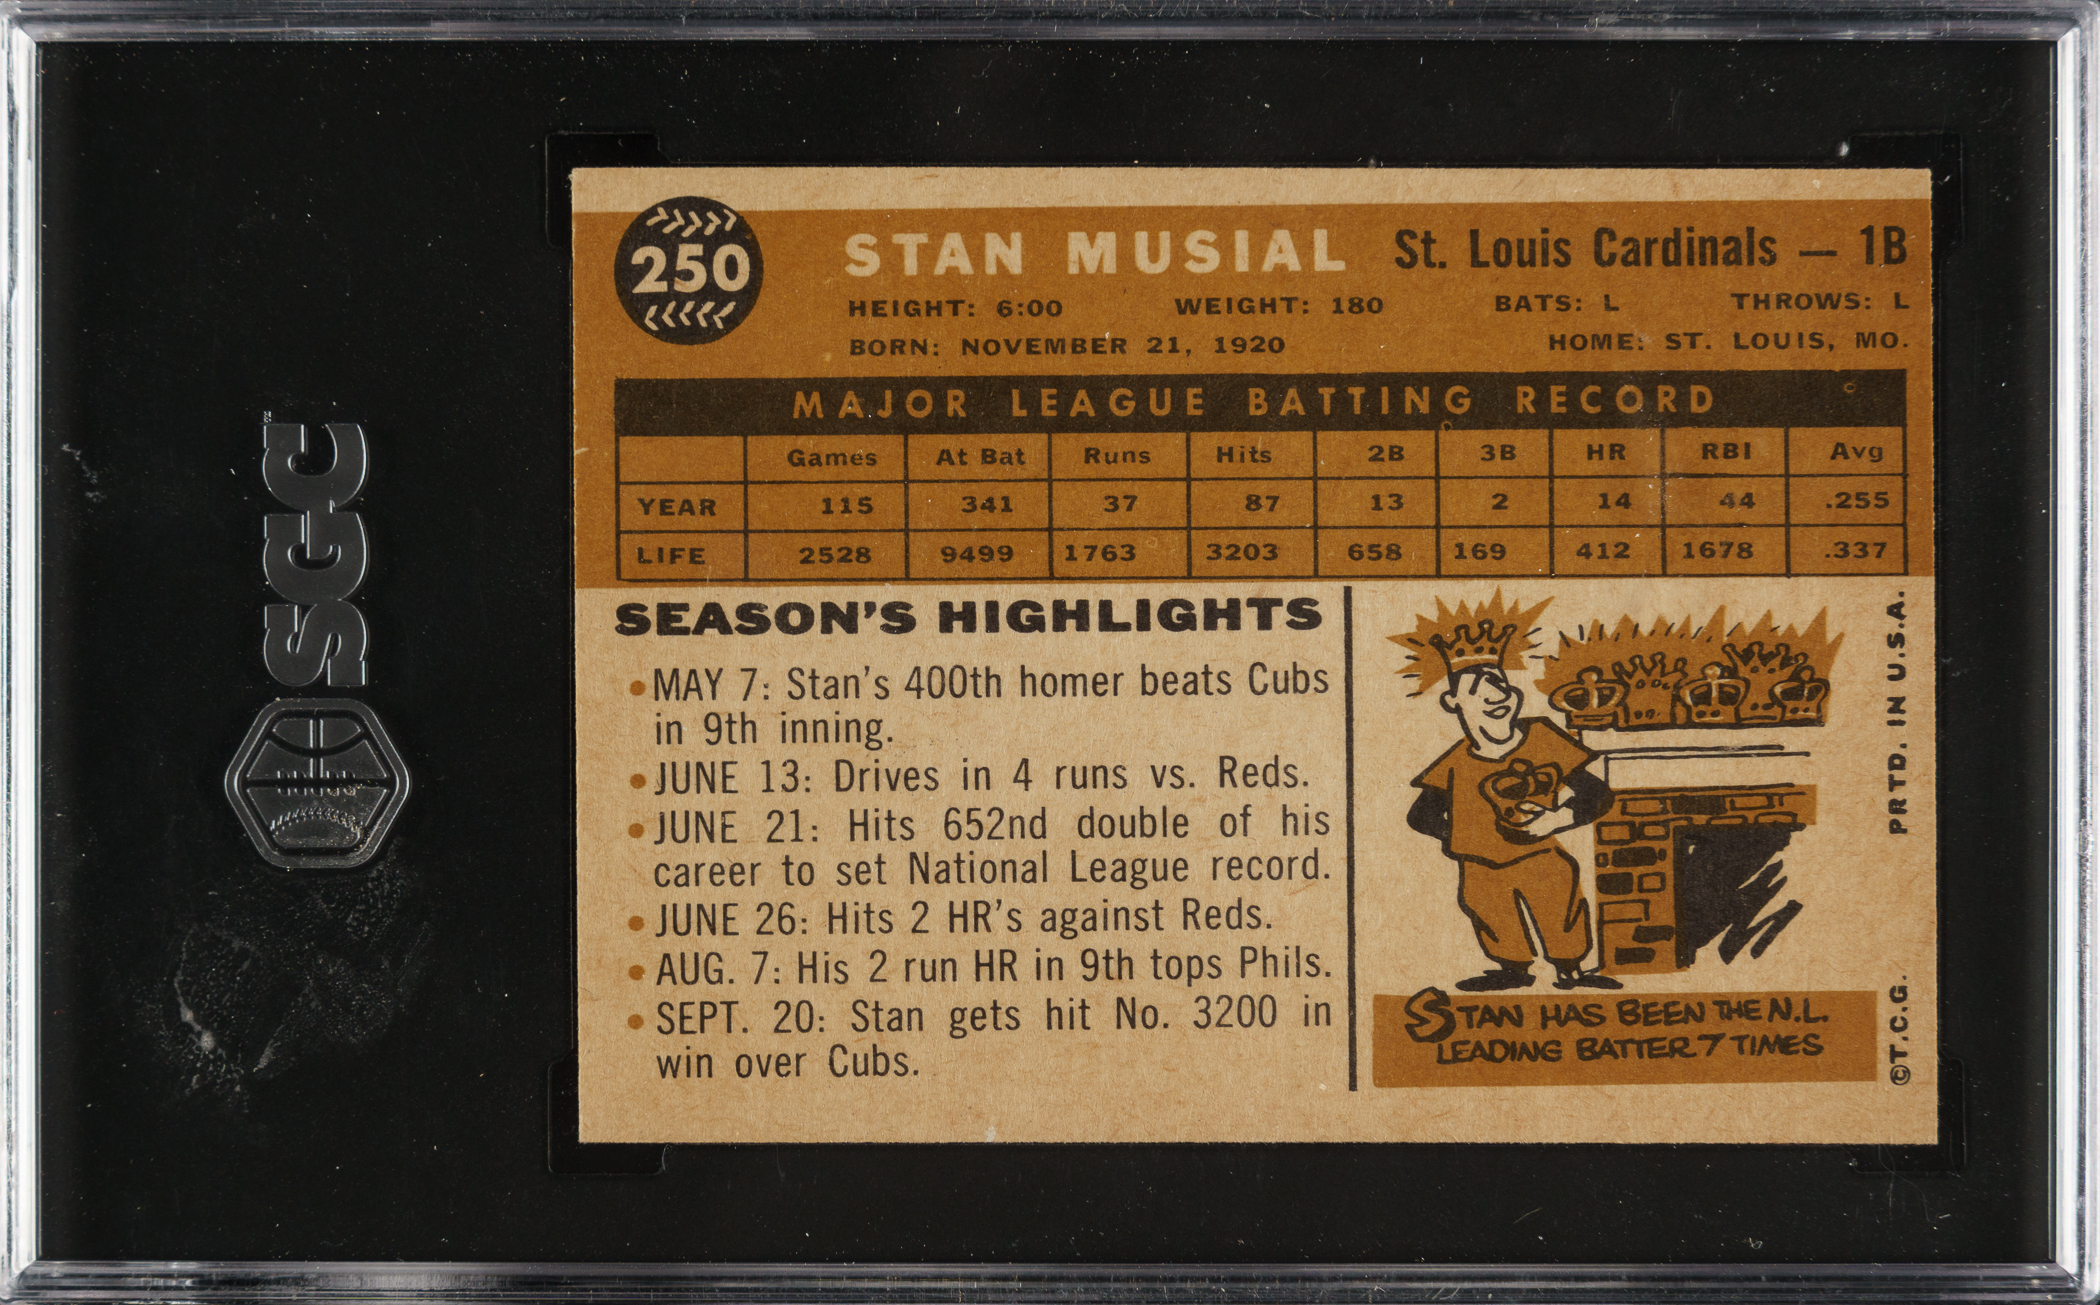 250
STAN MUSIAL St. Louis Cardinals — 1B
HEIGHT: 6:00 WEIGHT: 180 BATS: L THROWS: L
BORN: NOVEMBER 21, 1920 HOME: ST. LOUIS, MO.
MAJOR LEAGUE BATTING RECORD
Games At Bat Runs Hits 2B 3B HR RBI Avg
YEAR 115 341 37 87 13 2 14 44 .255
LIFE 2528 9499 1763 3203 658 169 412 1678 .337
SEASON'S HIGHLIGHTS
• MAY 7: Stan's 400th homer beats Cubs
in 9th inning.
• JUNE 13: Drives in 4 runs vs. Reds.
• JUNE 21: Hits 652nd double of his
career to set National League record.
• JUNE 26: Hits 2 HR's against Reds.
• AUG. 7: His 2 run HR in 9th tops Phils.
• SEPT. 20: Stan gets hit No. 3200 in
win over Cubs.
STAN HAS BEEN THE N.L.
LEADING BATTER 7 TIMES
©T.C.G. PRTD. IN U.S.A.
SGC